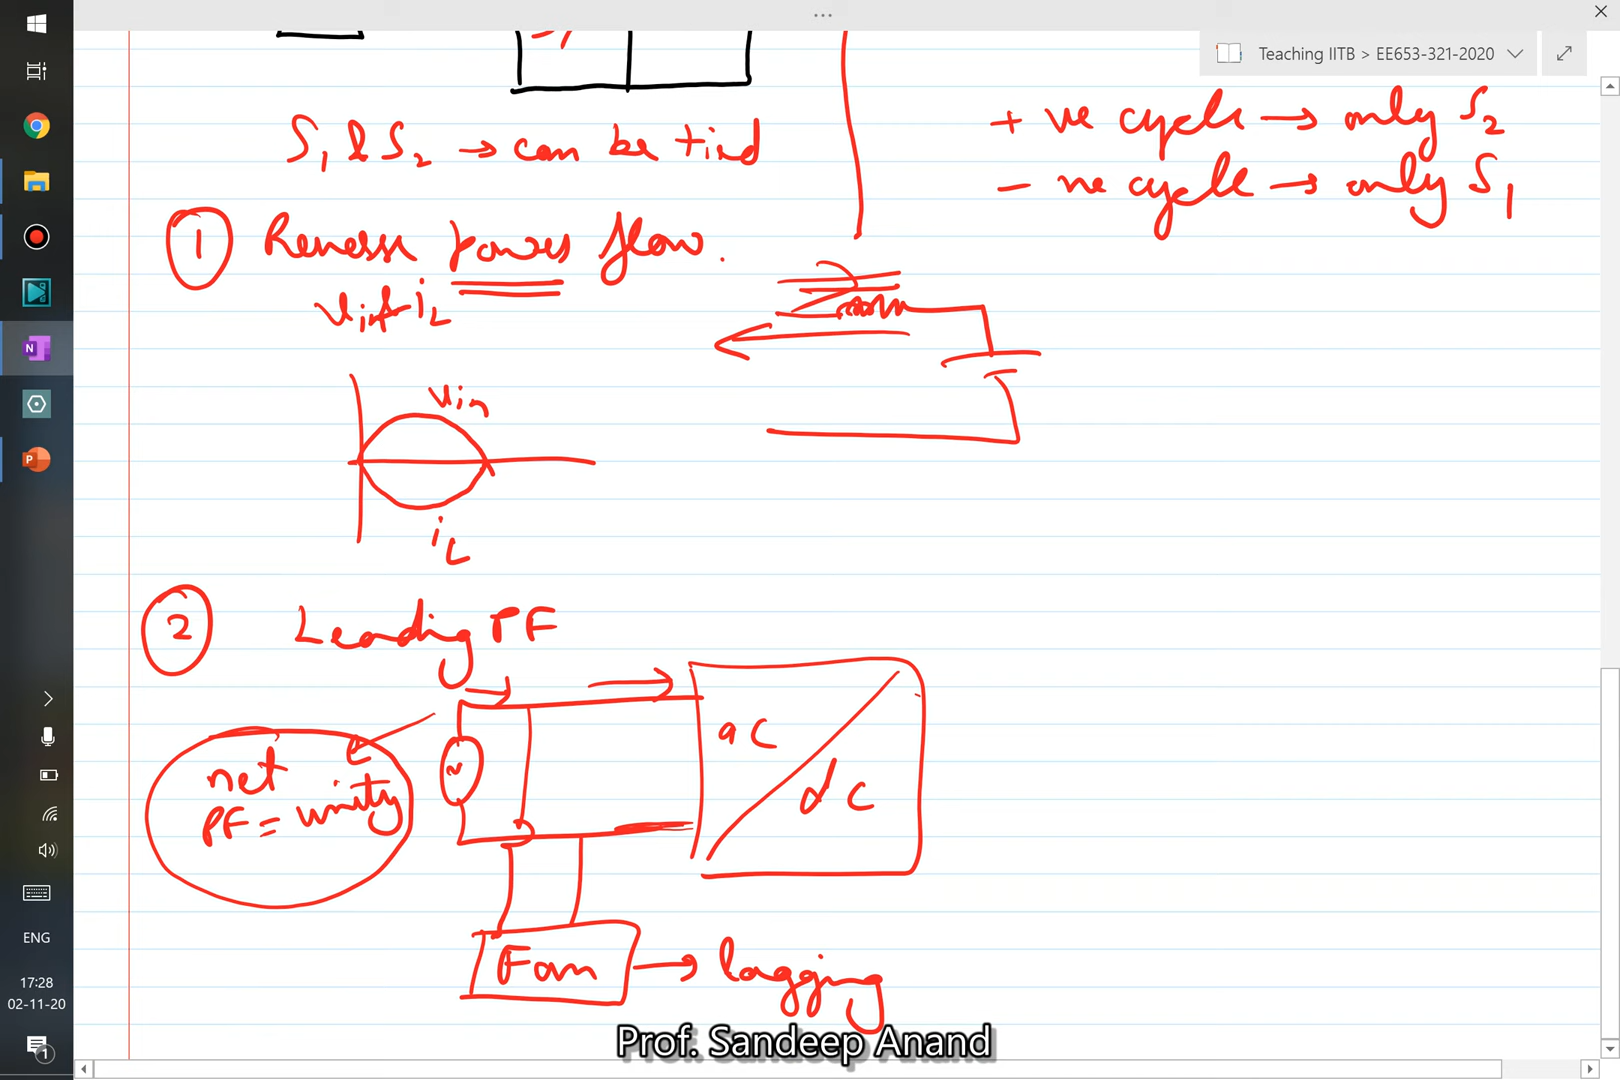 Teaching IITB > EE653-321-2020
S1 & S2 → can be tied
+ ve cycle → only S2
- ve cycle → only S1
1 Reverse power flow.
vin & iL
vin
iL
2 Leading PF
ac
dc
net
PF = unity
Fan → lagging
ENG
17:28
02-11-20
1
Prof. Sandeep Anand